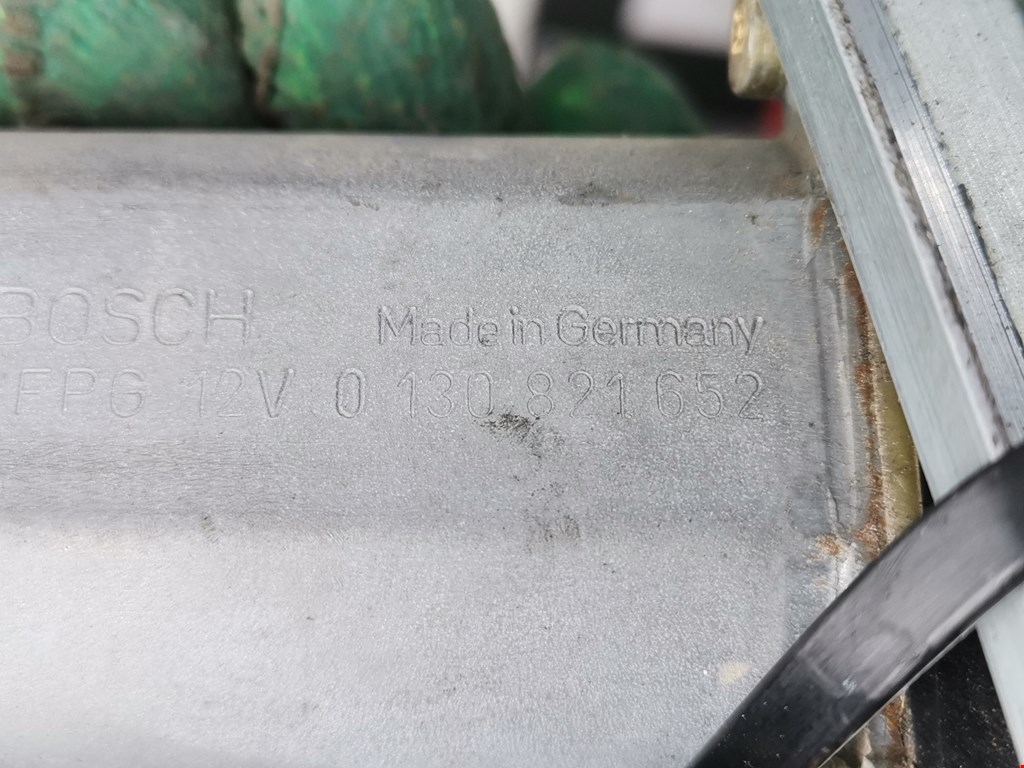 BOSCH Made in Germany
FPG 12V 0 130 821 652